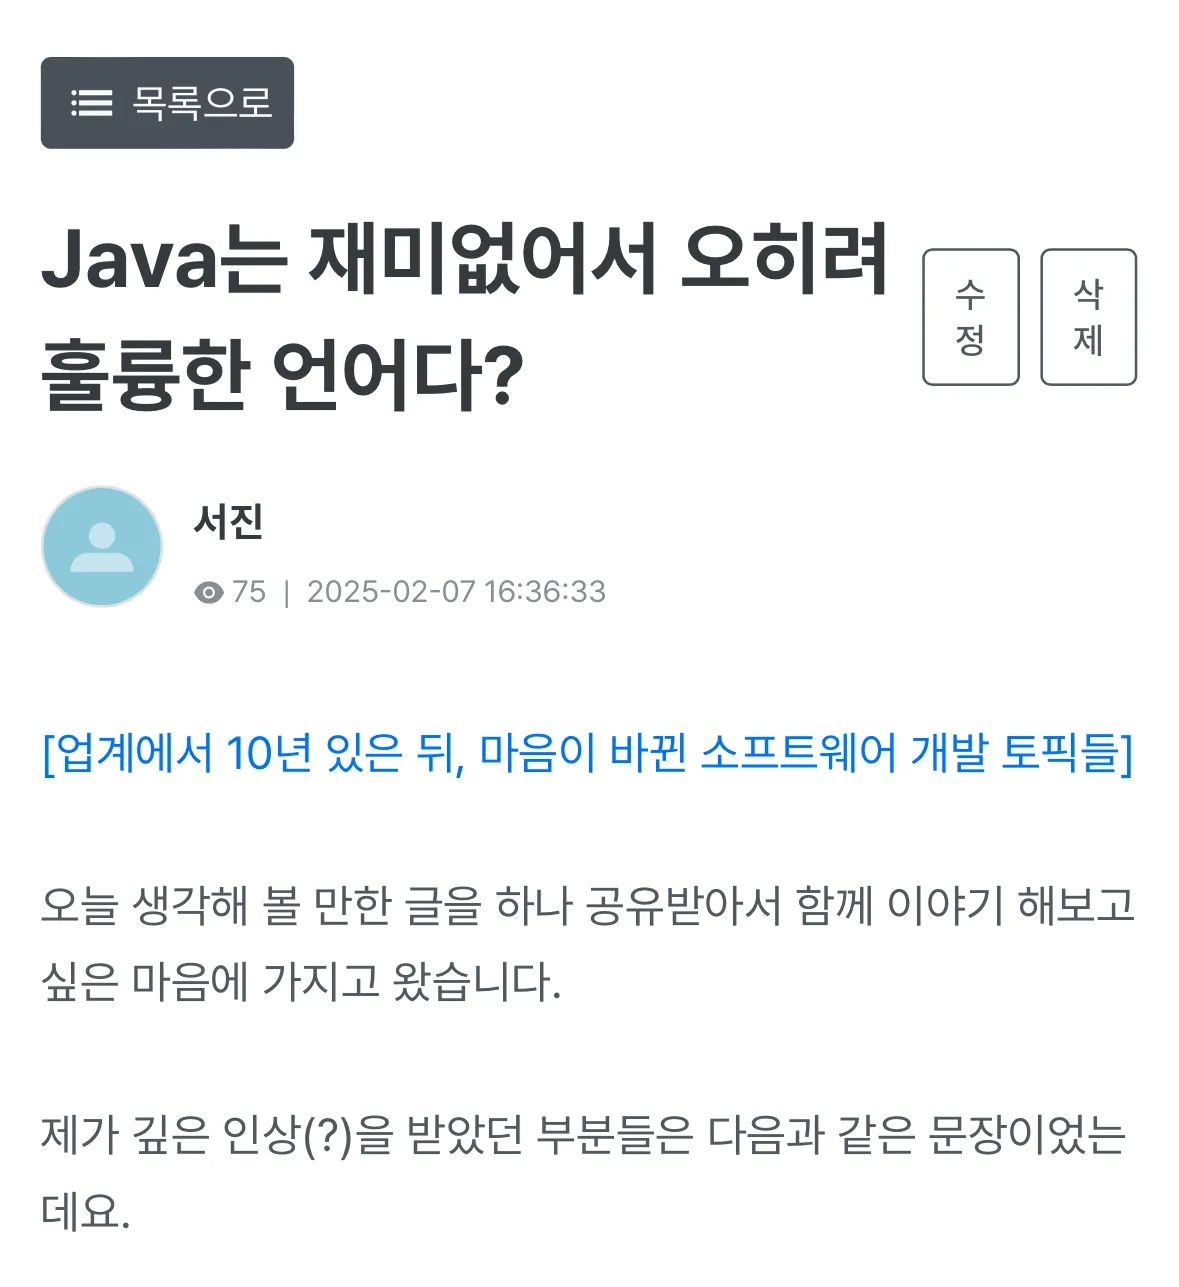 목록으로
Java는 재미없어서 오히려
훌륭한 언어다?
수
정
삭
제
서진
75 | 2025-02-07 16:36:33
[업계에서 10년 있은 뒤, 마음이 바뀐 소프트웨어 개발 토픽들]
오늘 생각해 볼 만한 글을 하나 공유받아서 함께 이야기 해보고
싶은 마음에 가지고 왔습니다.
제가 깊은 인상(?)을 받았던 부분들은 다음과 같은 문장이었는
데요.